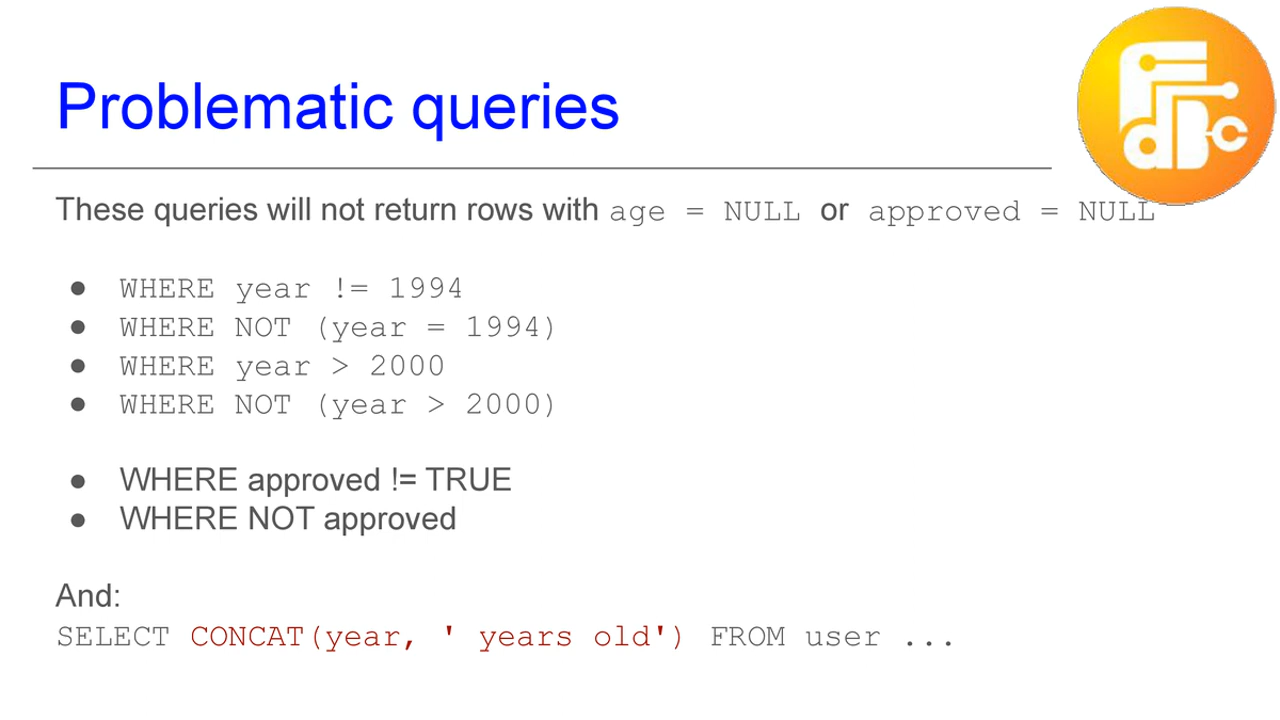 Problematic queries
These queries will not return rows with age = NULL or approved = NULL
● WHERE year != 1994
● WHERE NOT (year = 1994)
● WHERE year > 2000
● WHERE NOT (year > 2000)
● WHERE approved != TRUE
● WHERE NOT approved
And:
SELECT CONCAT(year, ' years old') FROM user ...